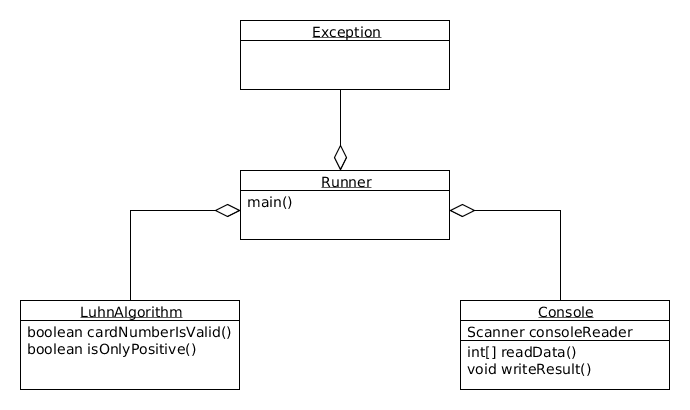 Exception
Runner
main()
LuhnAlgorithm
boolean cardNumberIsValid()
boolean isOnlyPositive()
Console
Scanner consoleReader
int[] readData()
void writeResult()